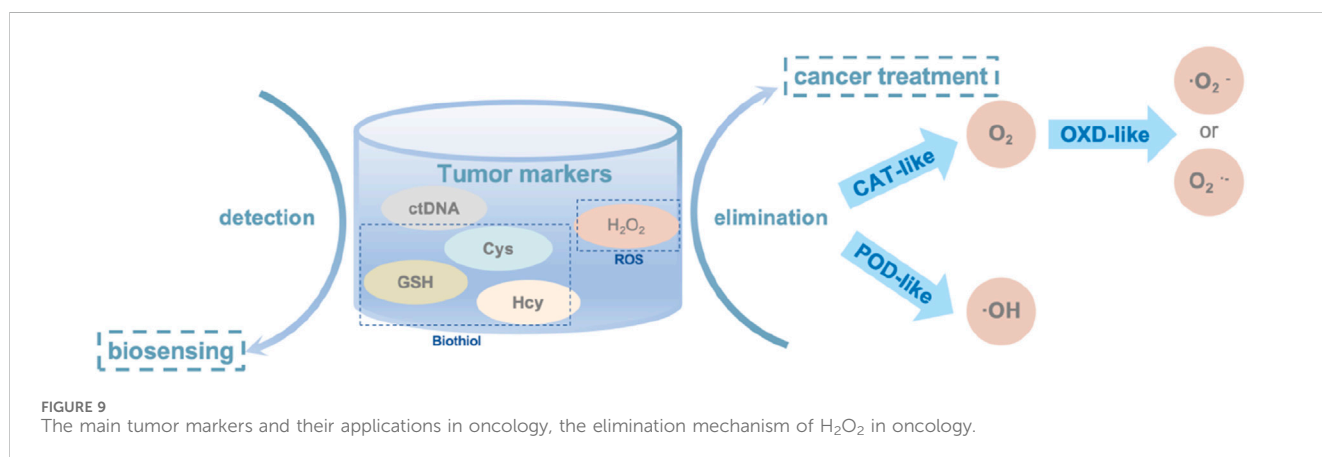 cancer treatment
·O₂ -
or
O₂ ·-
O₂
OXD-like
CAT-like
Tumor markers
ctDNA
detection
elimination
H₂O₂
Cys
ROS
GSH
POD-like
Hcy
·OH
Biothiol
biosensing
FIGURE 9
The main tumor markers and their applications in oncology, the elimination mechanism of H₂O₂ in oncology.